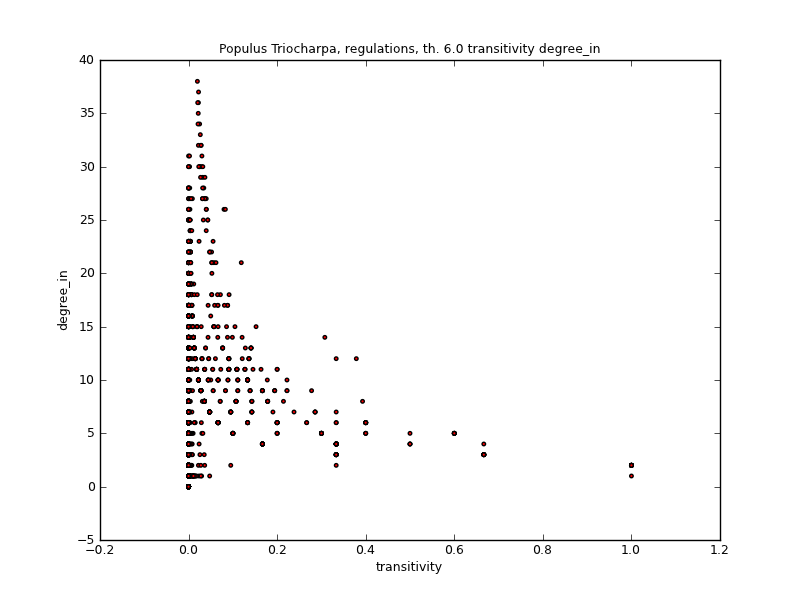 Populus Triocharpa, regulations, th. 6.0 transitivity degree_in
40
35
30
25
20
15
10
5
0
−5
degree_in
−0.2 0.0 0.2 0.4 0.6 0.8 1.0 1.2
transitivity